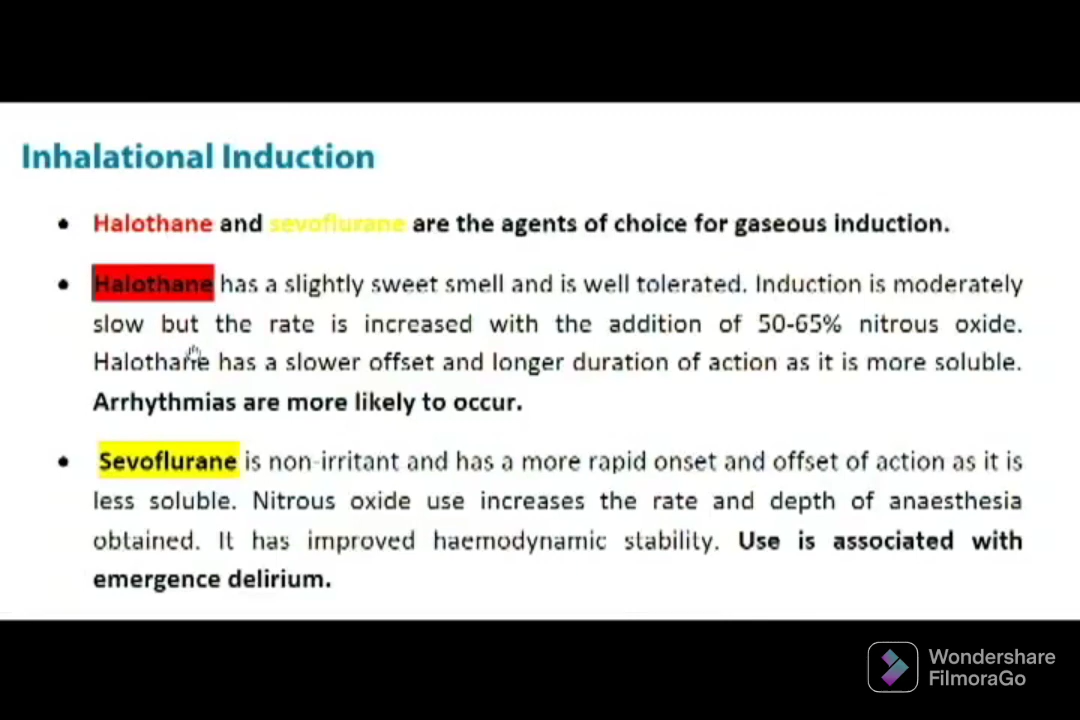 Inhalational Induction
• Halothane and sevoflurane are the agents of choice for gaseous induction.
• Halothane has a slightly sweet smell and is well tolerated. Induction is moderately
slow but the rate is increased with the addition of 50-65% nitrous oxide.
Halothane has a slower offset and longer duration of action as it is more soluble.
Arrhythmias are more likely to occur.
• Sevoflurane is non-irritant and has a more rapid onset and offset of action as it is
less soluble. Nitrous oxide use increases the rate and depth of anaesthesia
obtained. It has improved haemodynamic stability. Use is associated with
emergence delirium.
Wondershare
FilmoraGo